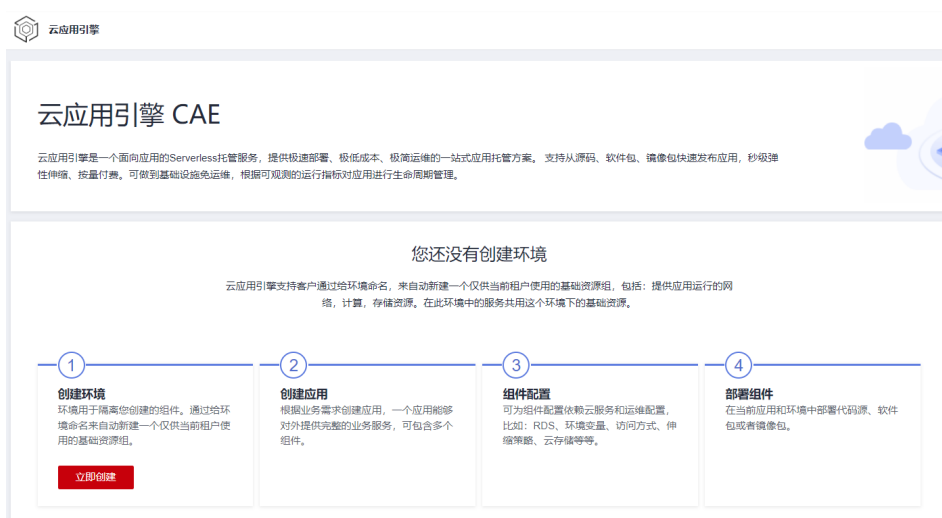 云应用引擎
云应用引擎 CAE
云应用引擎是一个面向应用的Serverless托管服务，提供极速部署、极低成本、极简运维的一站式应用托管方案。 支持从源码、软件包、镜像包快速发布应用，秒级弹
性伸缩、按量付费。可做到基础设施免运维，根据可观测的运行指标对应用进行生命周期管理。
您还没有创建环境
云应用引擎支持客户通过给环境命名，来自动新建一个仅供当前租户使用的基础资源组，包括：提供应用运行的网
络，计算，存储资源。在此环境中的服务共用这个环境下的基础资源。
1
创建环境
环境用于隔离您创建的组件。通过给环
境命名来自动新建一个仅供当前租户使
用的基础资源组。
立即创建
2
创建应用
根据业务需求创建应用，一个应用能够
对外提供完整的业务服务，可包含多个
组件。
3
组件配置
可为组件配置依赖云服务和运维配置，
比如：RDS、环境变量、访问方式、伸
缩策略、云存储等等。
4
部署组件
在当前应用和环境中部署代码源、软件
包或者镜像包。